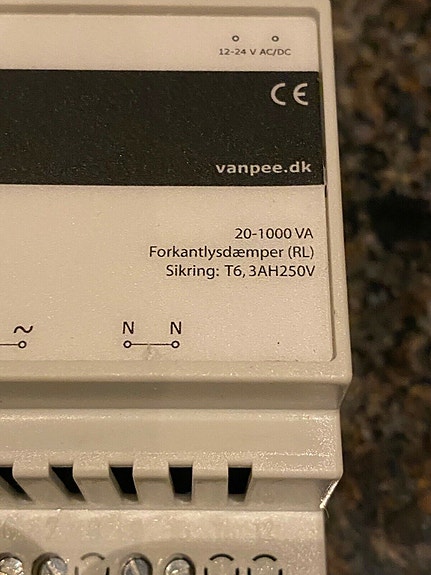 12-24 V AC/DC
CE
vanpee.dk
20-1000 VA
Forkantlysdæmper (RL)
Sikring: T6,3AH250V
~
N N